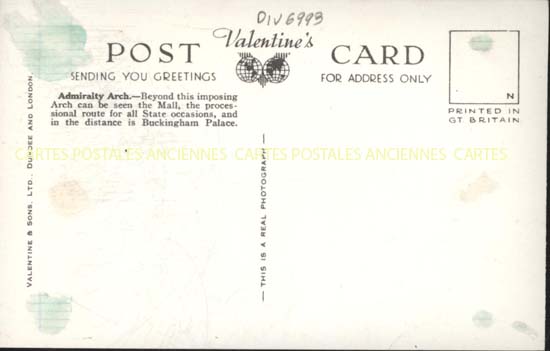 DIV6993
Valentine's
POST CARD
SENDING YOU GREETINGS
FOR ADDRESS ONLY
N
PRINTED IN
GT BRITAIN.
Admiralty Arch.—Beyond this imposing
Arch can be seen the Mall, the proces-
sional route for all State occasions, and
in the distance is Buckingham Palace.
CARTES POSTALES ANCIENNES CARTES POSTALES ANCIENNES CARTES
VALENTINE & SONS, LTD., DUNDEE AND LONDON.
— THIS IS A REAL PHOTOGRAPH —